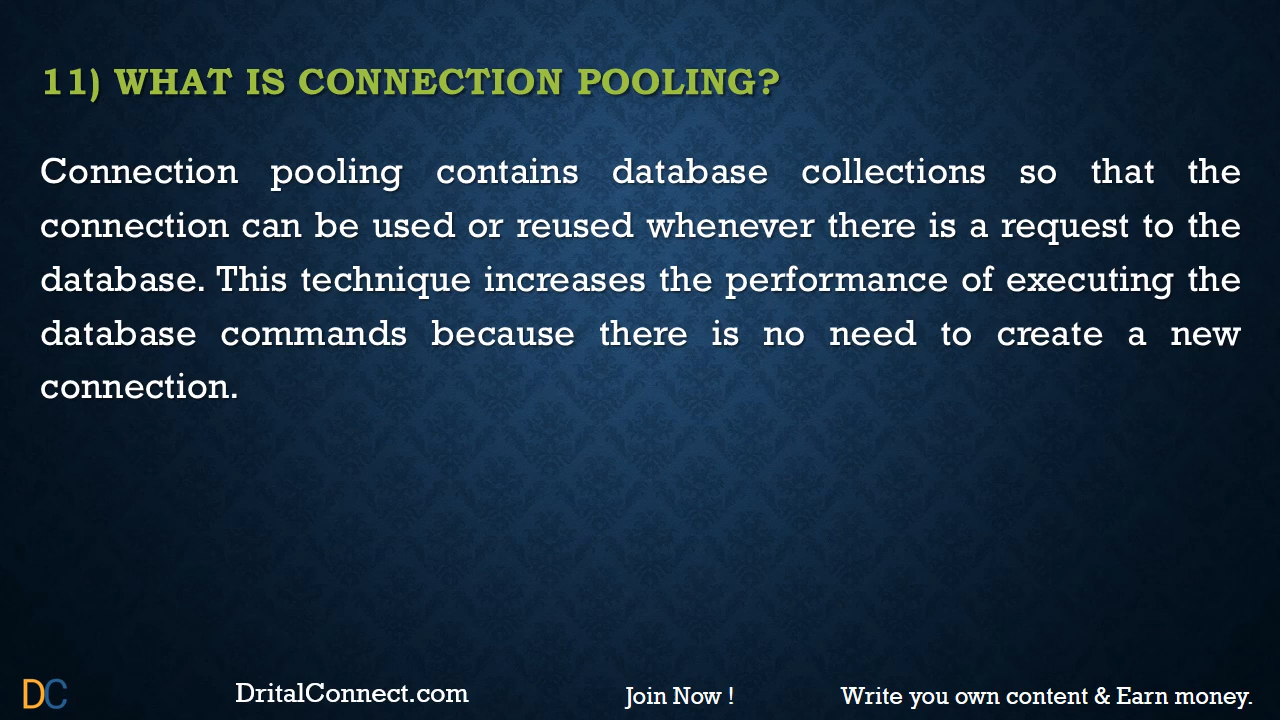 11) WHAT IS CONNECTION POOLING?
Connection pooling contains database collections so that the
connection can be used or reused whenever there is a request to the
database. This technique increases the performance of executing the
database commands because there is no need to create a new
connection.
DC
DritalConnect.com
Join Now !
Write you own content & Earn money.